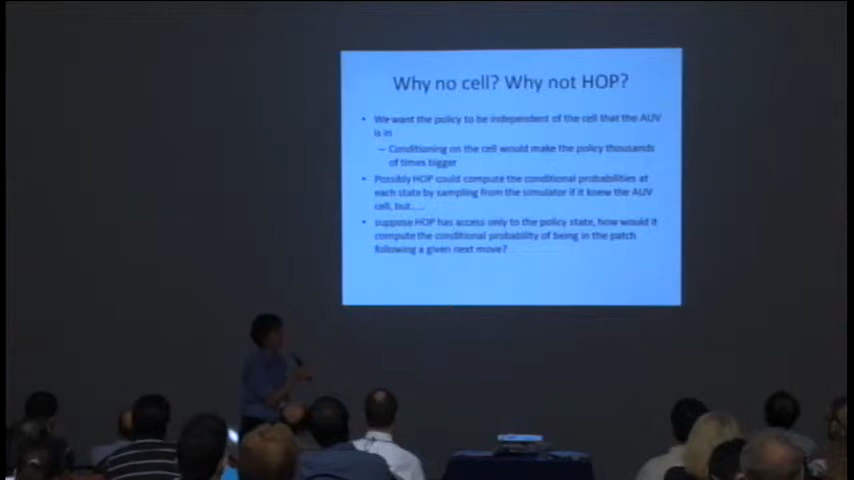 Why no cell? Why not HOP?
• We want the policy to be independent of the cell that the AUV
is in
– Conditioning on the cell would make the policy thousands
of times bigger
• Possibly HOP could compute the conditional probabilities at
each state by sampling from the simulator if it knew the AUV
cell, but....
• suppose HOP has access only to the policy state, how would it
compute the conditional probability of being in the patch
following a given next move?